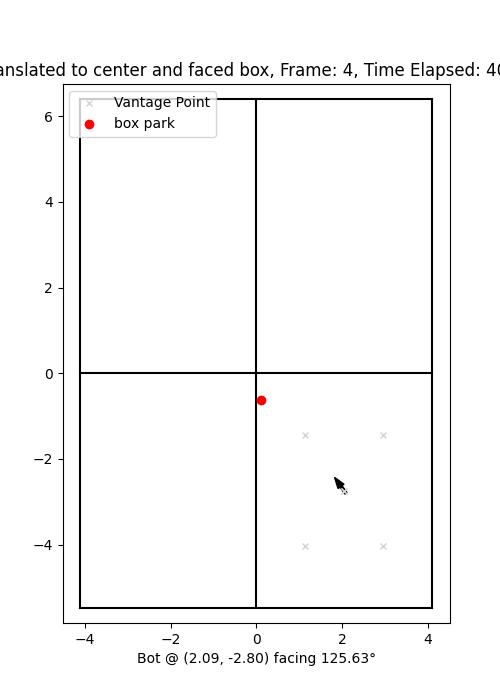 anslated to center and faced box, Frame: 4, Time Elapsed: 40
Vantage Point
box park
6
4
2
0
−2
−4
−4 −2 0 2 4
Bot @ (2.09, -2.80) facing 125.63°